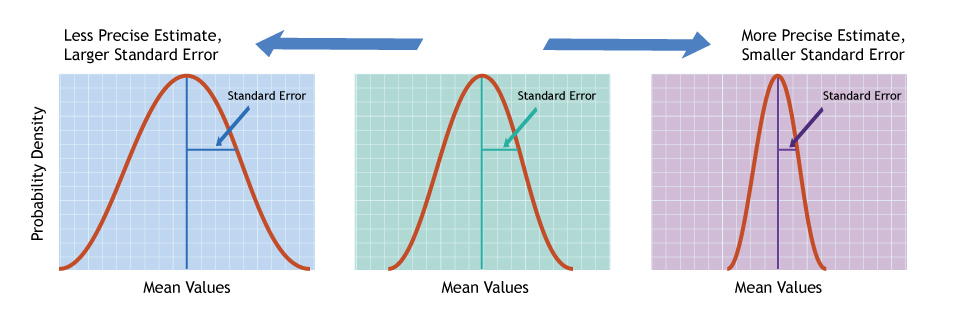 Less Precise Estimate,
Larger Standard Error
More Precise Estimate,
Smaller Standard Error
Probability Density
Standard Error
Standard Error
Standard Error
Mean Values
Mean Values
Mean Values